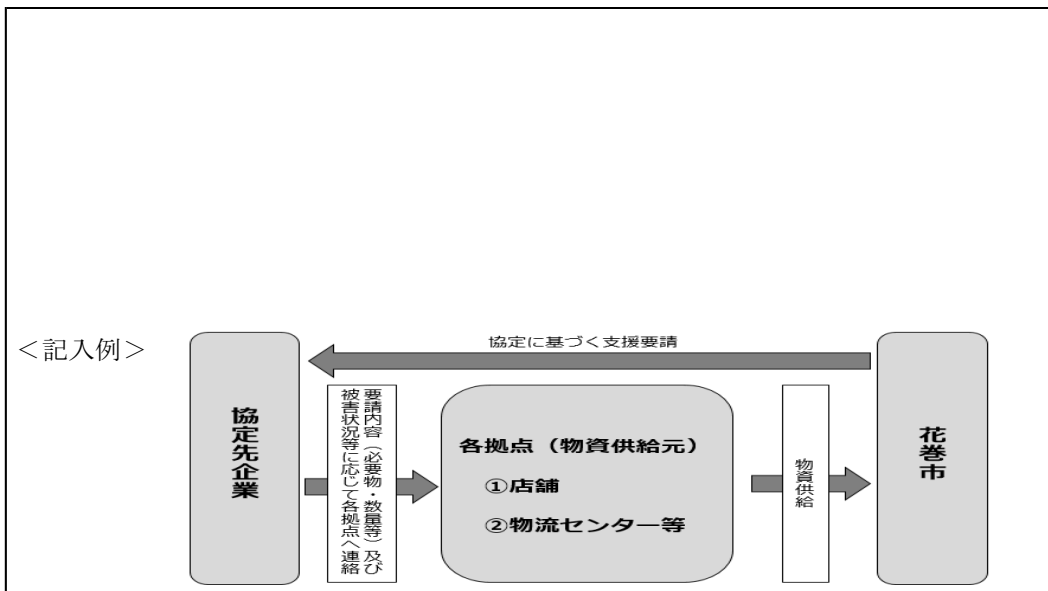 <記入例>
協定に基づく支援要請
協定先企業
要請内容(必要物・数量等)及び
被害状況等に応じて各拠点へ連絡
各拠点(物資供給元)
①店舗
②物流センター等
物資供給
花巻市